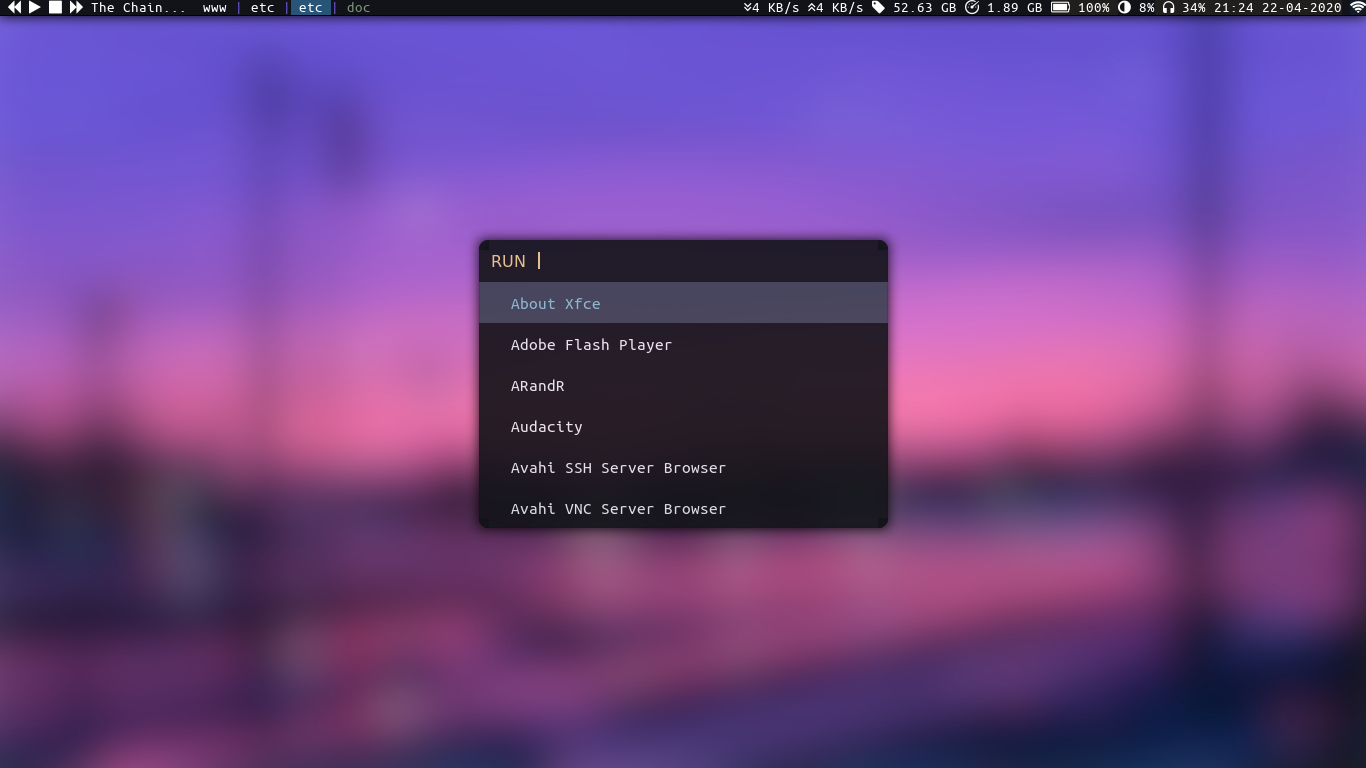 The Chain... www | etc | etc | doc 4 KB/s 4 KB/s 52.63 GB 1.89 GB 100% 8% 34% 21:24 22-04-2020
RUN
About Xfce
Adobe Flash Player
ARandR
Audacity
Avahi SSH Server Browser
Avahi VNC Server Browser